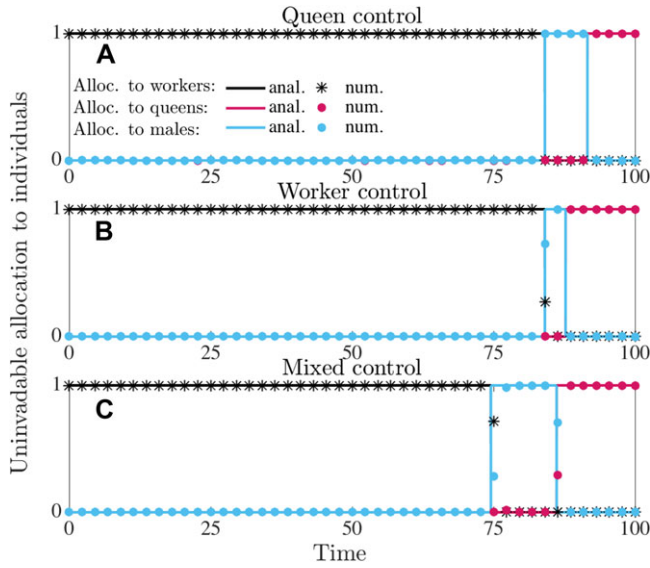 Queen control
1
A
Alloc. to workers: anal. num.
Alloc. to queens: anal. num.
Alloc. to males: anal. num.
0
0 25 50 75 100
Worker control
1
B
0
0 25 50 75 100
Mixed control
1
C
0
0 25 50 75 100
Time
Uninvadable allocation to individuals